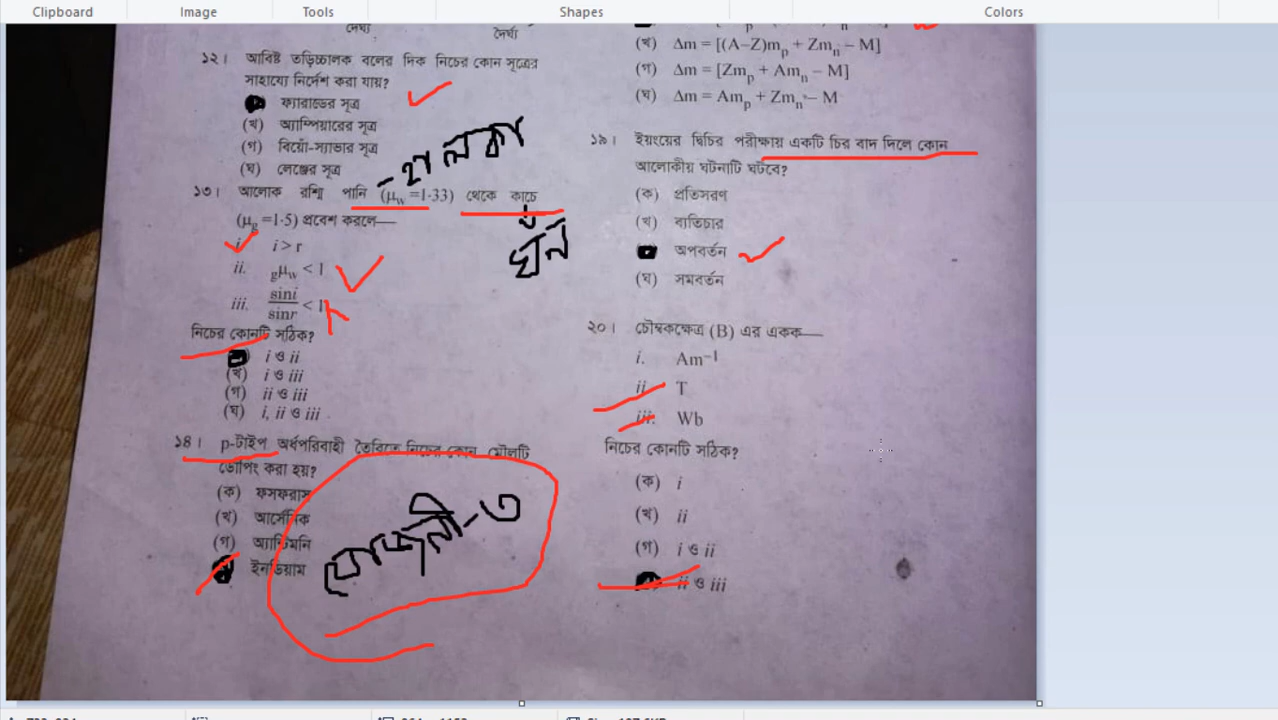 Clipboard
Image
Tools
Shapes
Colors
দৈর্ঘ্য
দৈর্ঘ্য
১২। আবিষ্ট তড়িচ্চালক বলের দিক নিচের কোন সূত্রের
সাহায্যে নির্দেশ করা যায়?
ফ্যারাডের সূত্র
(খ) অ্যাম্পিয়ারের সূত্র
(গ) বিয়োঁ-স্যাভার সূত্র
(ঘ) লেঞ্জের সূত্র
-হালকা
১৩। আলোক রশ্মি পানি (μw =1·33) থেকে কাচে
(μg =1·5) প্রবেশ করলে—
ঘন
i. i > r
ii. gμw < 1
iii. sini/sinr < 1
নিচের কোনটি সঠিক?
i ও ii
(খ) i ও iii
(গ) ii ও iii
(ঘ) i, ii ও iii
১৪। p-টাইপ অর্ধপরিবাহী তৈরিতে নিচের কোন মৌলটি
ডোপিং করা হয়?
(ক) ফসফরাস
(খ) আর্সেনিক
(গ) অ্যান্টিমনি
ইনডিয়াম
যোজনী-৩
(খ) Δm = [(A–Z)mp + Zmn – M]
(গ) Δm = [Zmp + Amn – M]
(ঘ) Δm = Amp + Zmn – M
১৯। ইয়ংয়ের দ্বিচির পরীক্ষায় একটি চির বাদ দিলে কোন
আলোকীয় ঘটনাটি ঘটবে?
(ক) প্রতিসরণ
(খ) ব্যতিচার
অপবর্তন
(ঘ) সমবর্তন
২০। চৌম্বকক্ষেত্র (B) এর একক—
i. Am⁻¹
ii. T
iii. Wb
নিচের কোনটি সঠিক?
(ক) i
(খ) ii
(গ) i ও ii
ii ও iii